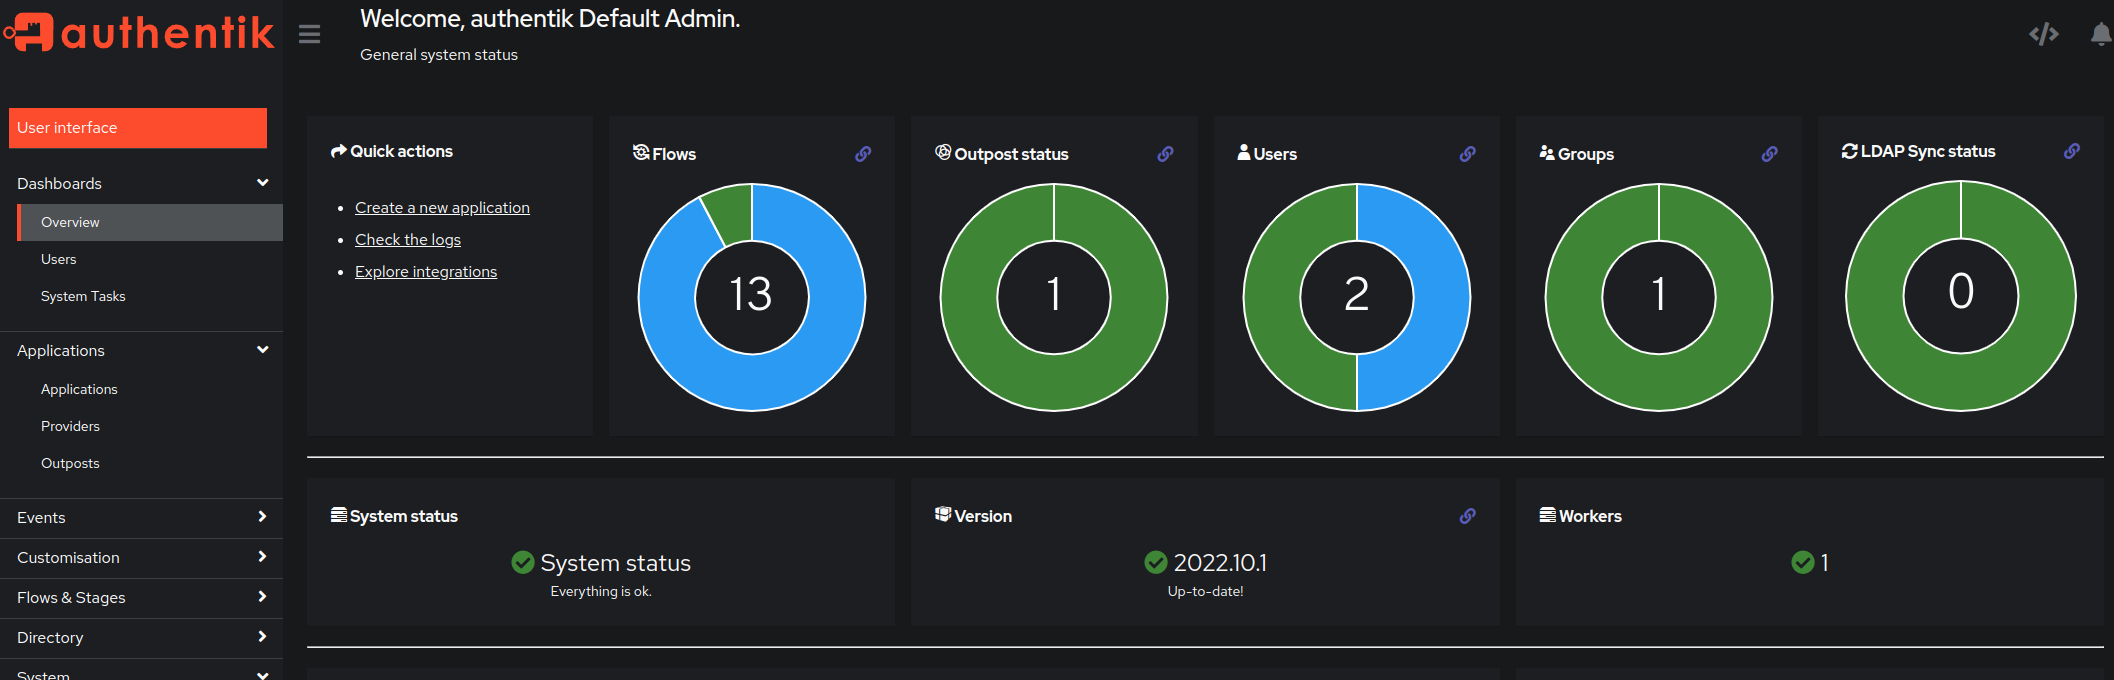 authentik
Welcome, authentik Default Admin.
General system status
User interface
Dashboards
Overview
Users
System Tasks
Applications
Applications
Providers
Outposts
Events
Customisation
Flows & Stages
Directory
System
Quick actions
Create a new application
Check the logs
Explore integrations
Flows
13
Outpost status
1
Users
2
Groups
1
LDAP Sync status
0
System status
System status
Everything is ok.
Version
2022.10.1
Up-to-date!
Workers
1